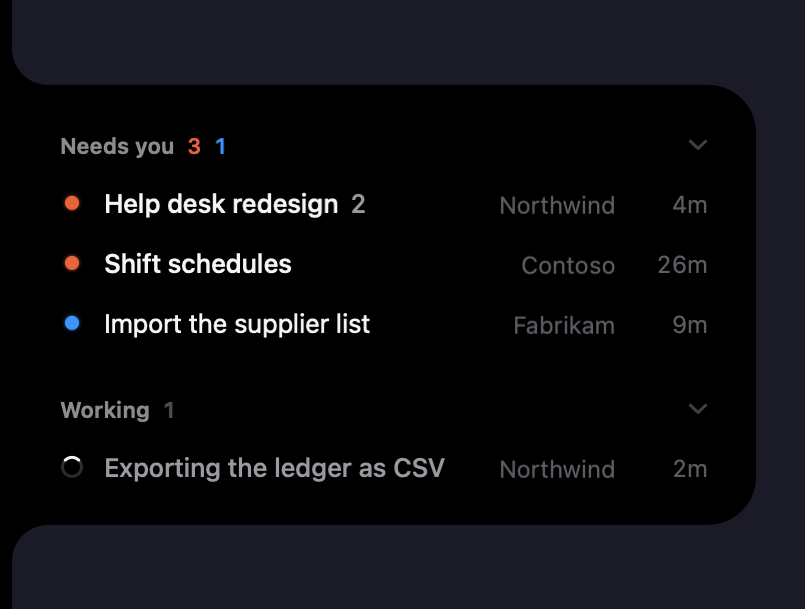 Needs you 3 1
Help desk redesign 2 Northwind 4m
Shift schedules Contoso 26m
Import the supplier list Fabrikam 9m
Working 1
Exporting the ledger as CSV Northwind 2m